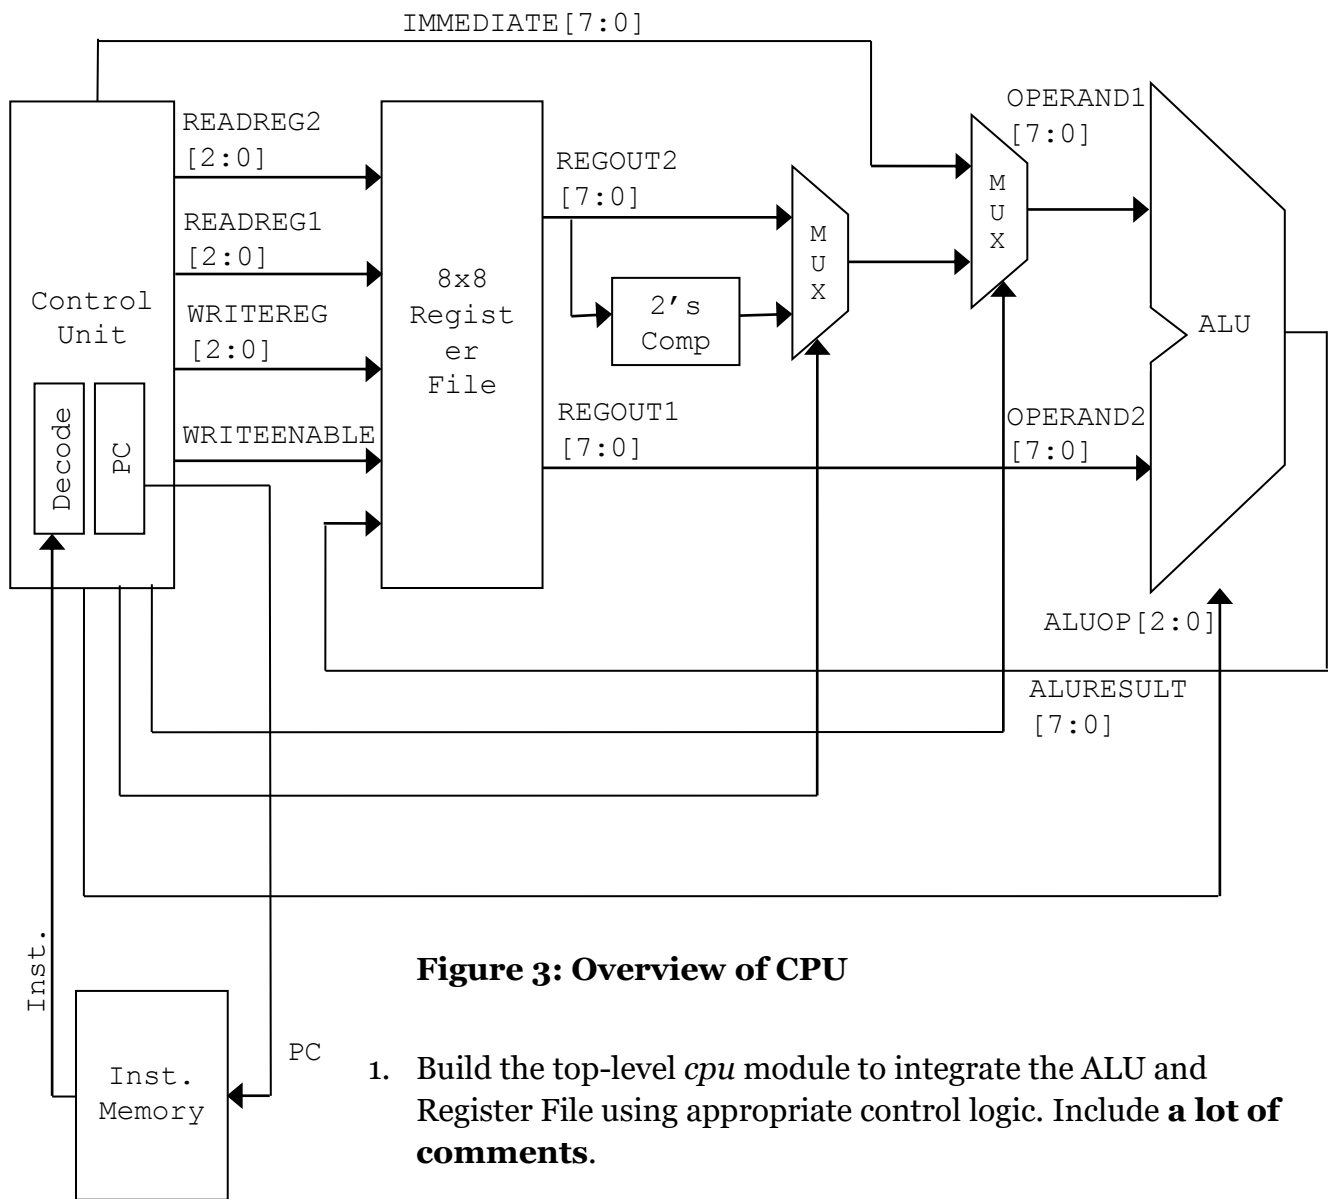 IMMEDIATE[7:0]
READREG2
[2:0]
READREG1
[2:0]
WRITEREG
[2:0]
WRITEENABLE
Control
Unit
Decode
PC
8x8
Regist
er
File
REGOUT2
[7:0]
2's
Comp
REGOUT1
[7:0]
M
U
X
M
U
X
OPERAND1
[7:0]
OPERAND2
[7:0]
ALU
ALUOP[2:0]
ALURESULT
[7:0]
Inst.
PC
Inst.
Memory
Figure 3: Overview of CPU
1. Build the top-level cpu module to integrate the ALU and
Register File using appropriate control logic. Include a lot of
comments.